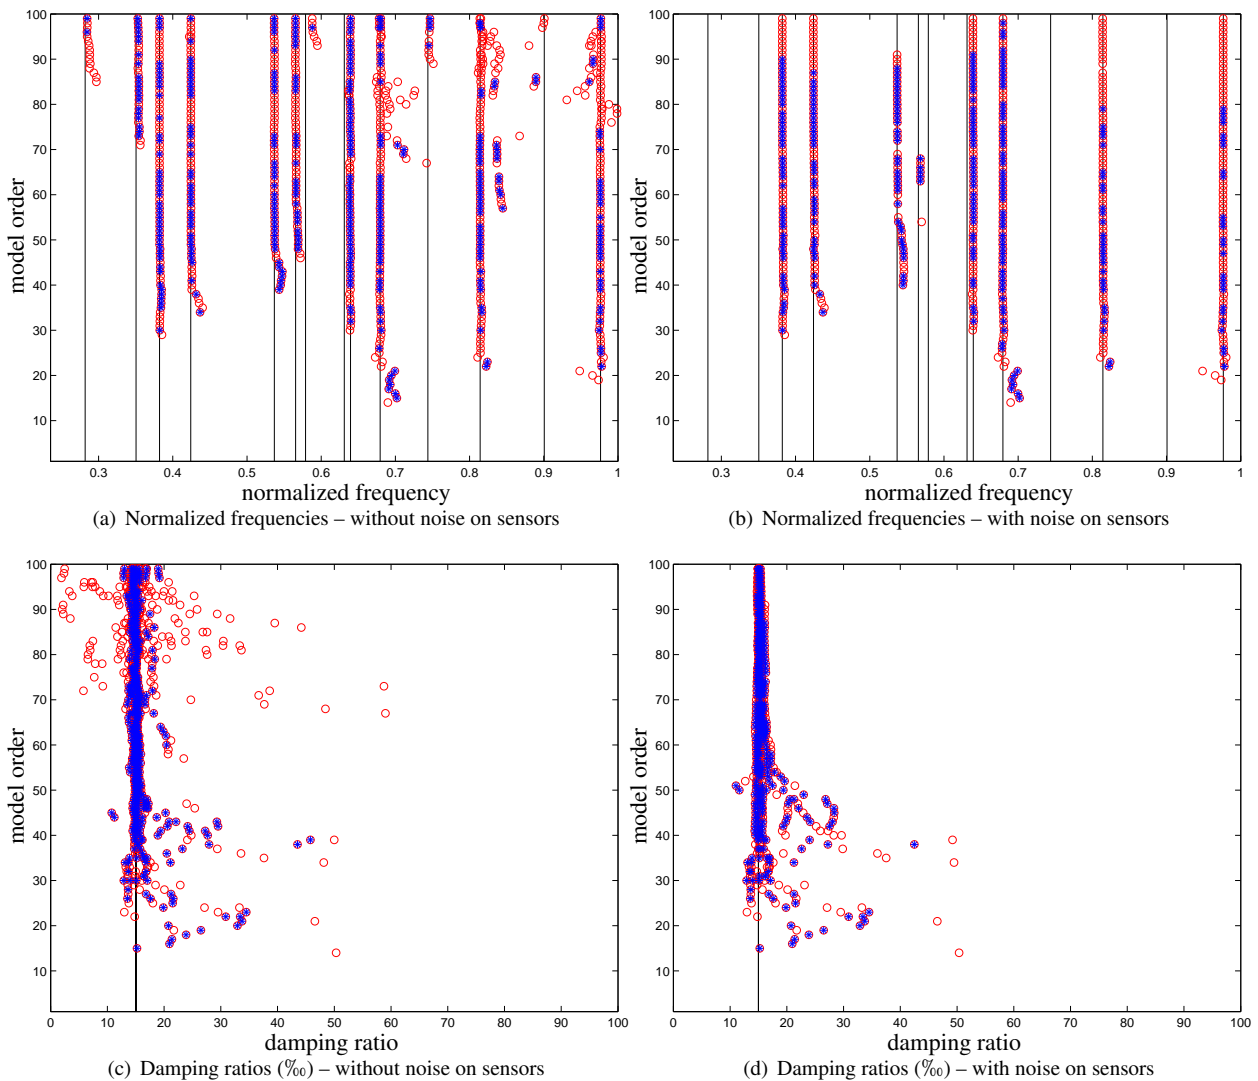 100
90
80
70
60
50
40
30
20
10
model order
0.3 0.4 0.5 0.6 0.7 0.8 0.9 1
normalized frequency
(a) Normalized frequencies – without noise on sensors
100
90
80
70
60
50
40
30
20
10
model order
0.3 0.4 0.5 0.6 0.7 0.8 0.9 1
normalized frequency
(b) Normalized frequencies – with noise on sensors
100
90
80
70
60
50
40
30
20
10
model order
0 10 20 30 40 50 60 70 80 90 100
damping ratio
(c) Damping ratios (‰) – without noise on sensors
100
90
80
70
60
50
40
30
20
10
model order
0 10 20 30 40 50 60 70 80 90 100
damping ratio
(d) Damping ratios (‰) – with noise on sensors